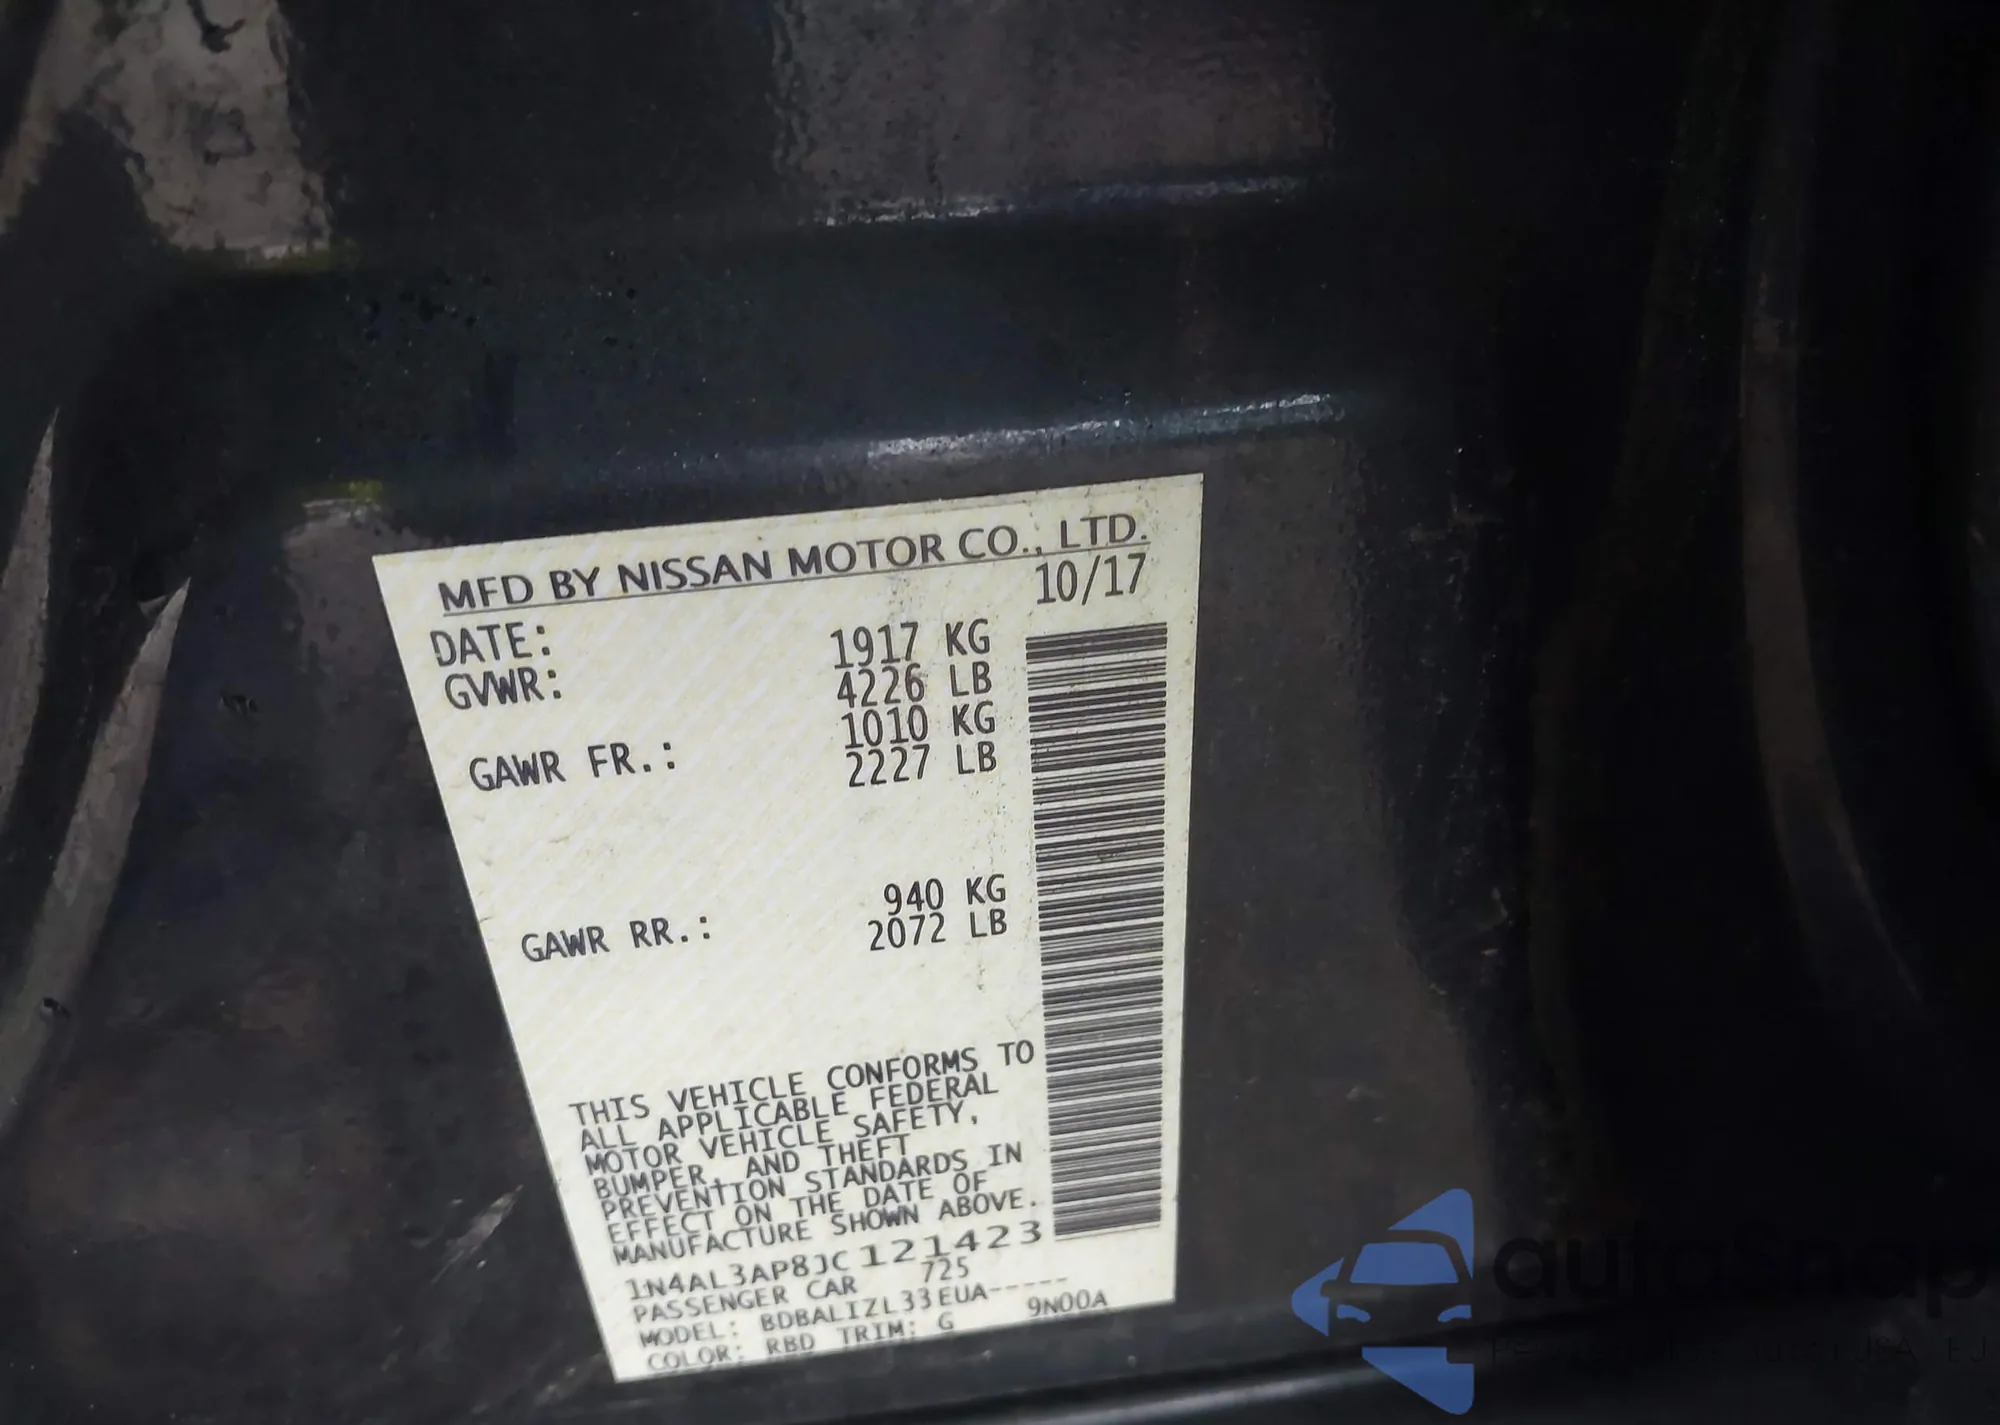 MFD BY NISSAN MOTOR CO., LTD.
DATE: 10/17
GVWR: 1917 KG
4226 LB
GAWR FR.: 1010 KG
2227 LB
GAWR RR.: 940 KG
2072 LB
THIS VEHICLE CONFORMS TO
ALL APPLICABLE FEDERAL
MOTOR VEHICLE SAFETY,
BUMPER, AND THEFT
PREVENTION STANDARDS IN
EFFECT ON THE DATE OF
MANUFACTURE SHOWN ABOVE.
1N4AL3AP8JC121423
PASSENGER CAR 725
MODEL: BDBALIZL33EUA-----
COLOR: RBD TRIM: G 9N00A
autoSnap